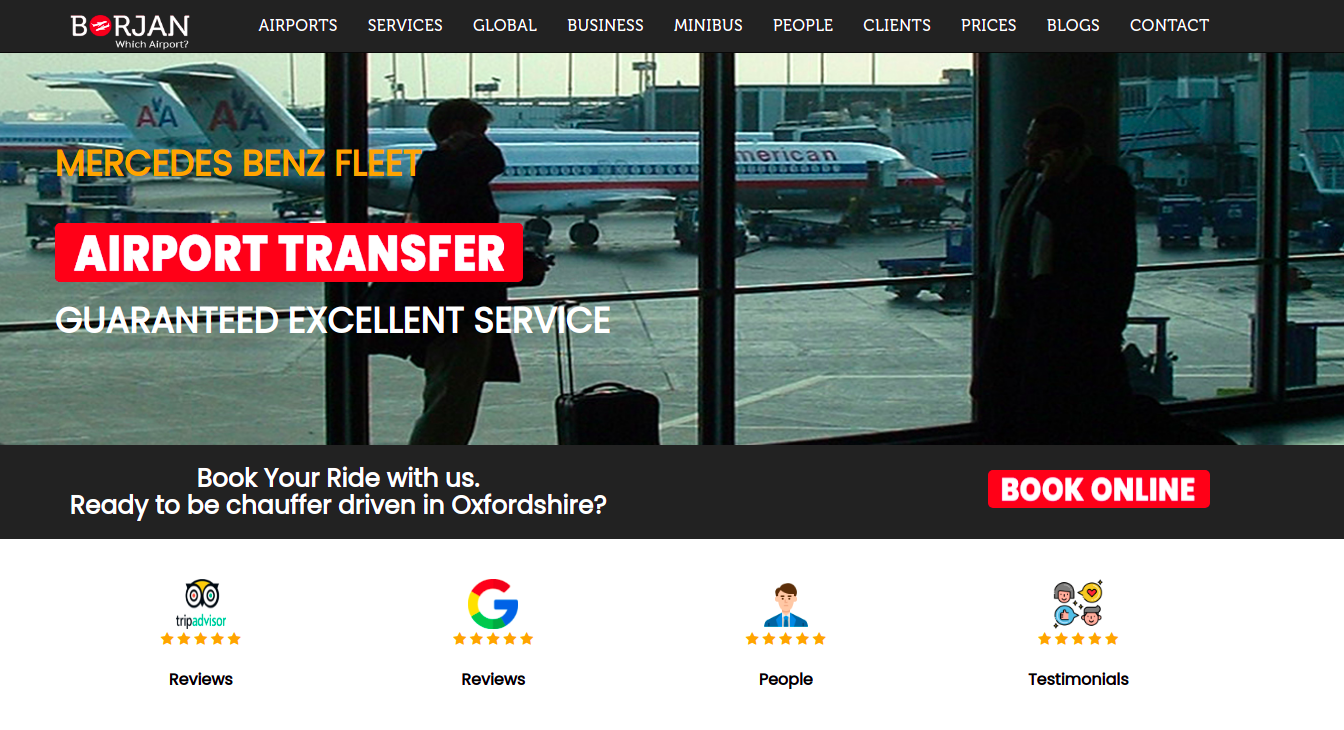 BORJAN
Which Airport?
AIRPORTS SERVICES GLOBAL BUSINESS MINIBUS PEOPLE CLIENTS PRICES BLOGS CONTACT
AA AA
American
American
MERCEDES BENZ FLEET
AIRPORT TRANSFER
GUARANTEED EXCELLENT SERVICE
Book Your Ride with us.
Ready to be chauffer driven in Oxfordshire?
BOOK ONLINE
tripadvisor
Reviews
G
Reviews
People
Testimonials